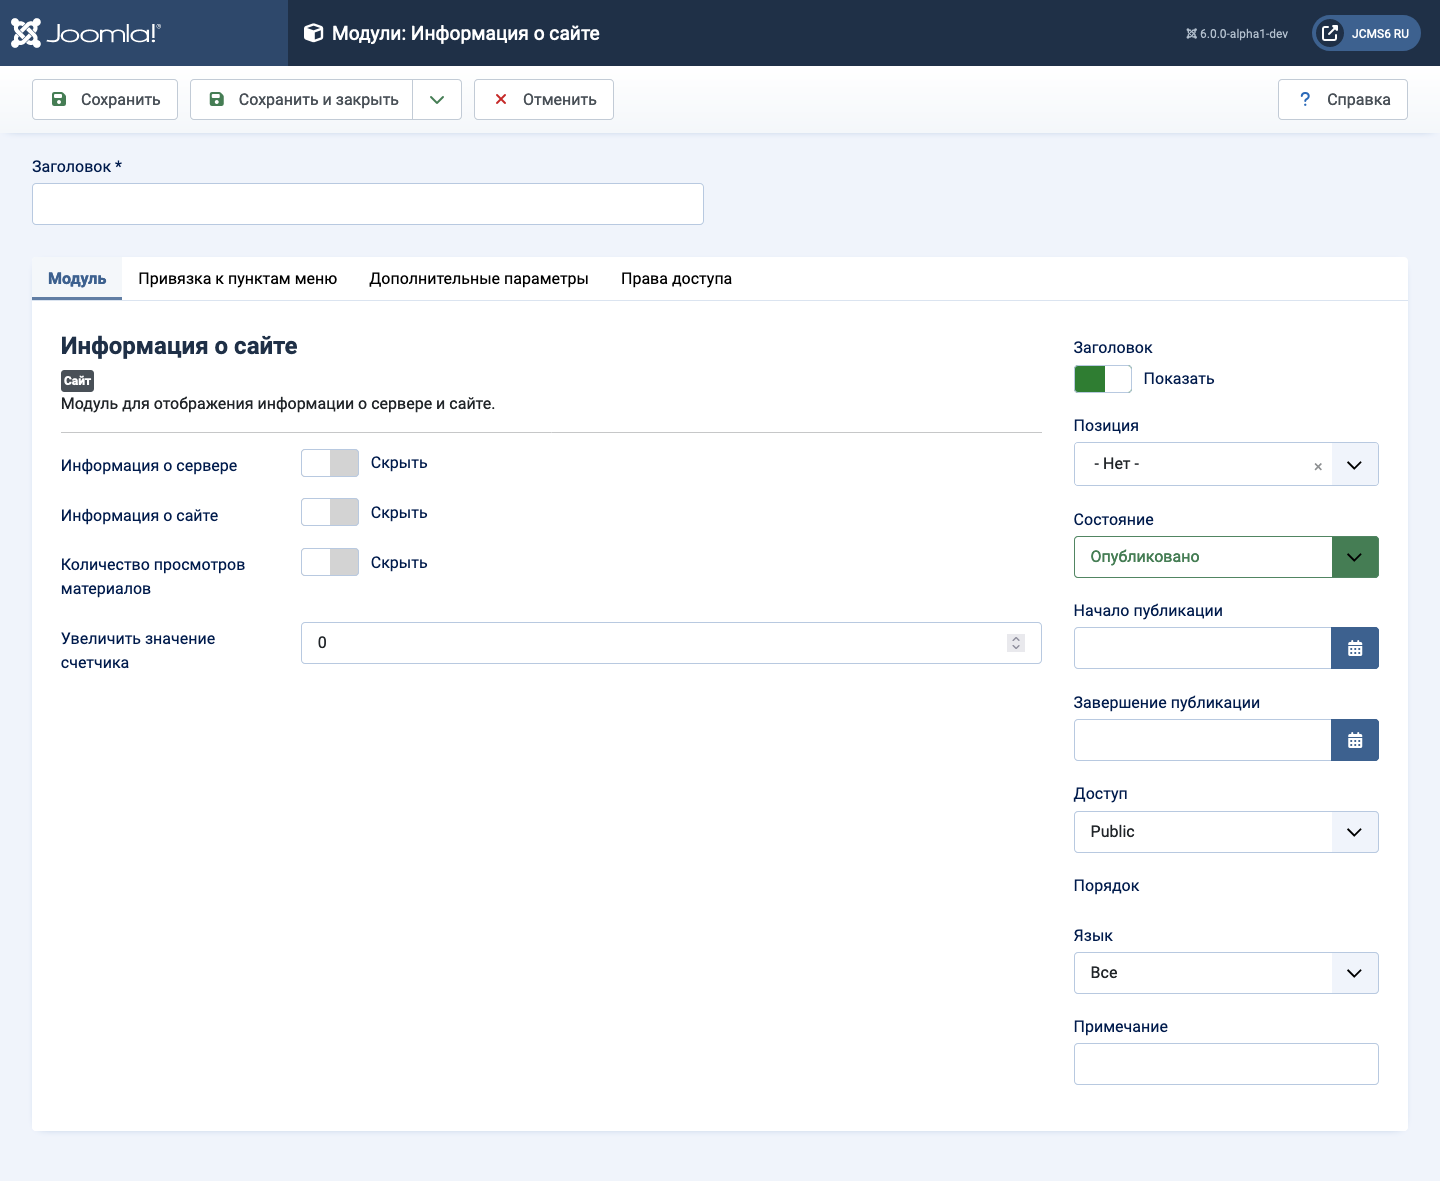 Joomla!®
Модули: Информация о сайте
6.0.0-alpha1-dev
JCMS6 RU
Сохранить
Сохранить и закрыть
Отменить
? Справка
Заголовок *
Модуль
Привязка к пунктам меню
Дополнительные параметры
Права доступа
Информация о сайте
Сайт
Модуль для отображения информации о сервере и сайте.
Информация о сервере
Скрыть
Информация о сайте
Скрыть
Количество просмотров
материалов
Скрыть
Увеличить значение
счетчика
0
Заголовок
Показать
Позиция
- Нет -
×
Состояние
Опубликовано
Начало публикации
Завершение публикации
Доступ
Public
Порядок
Язык
Все
Примечание